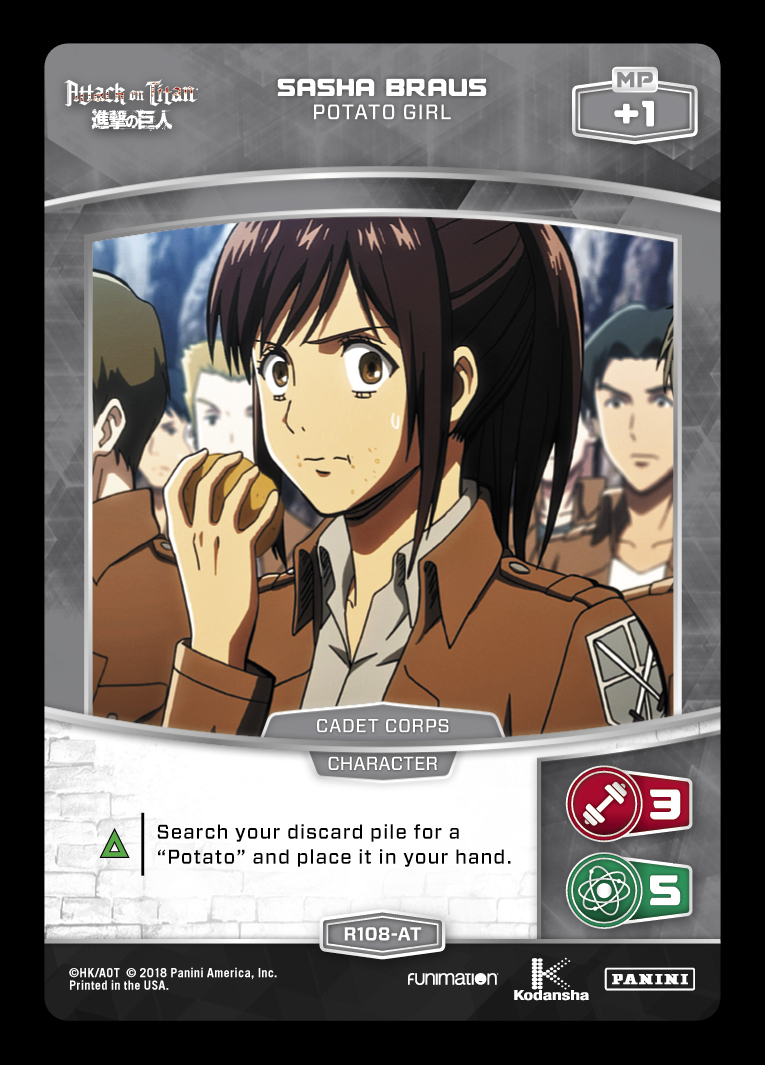 Attack on Titan
進撃の巨人
SASHA BRAUS
POTATO GIRL
MP
+1
CADET CORPS
CHARACTER
Search your discard pile for a
“Potato” and place it in your hand.
3
5
R108-AT
©HK/AOT © 2018 Panini America, Inc.
Printed in the USA.
FUNIMATION
K
Kodansha
PANINI